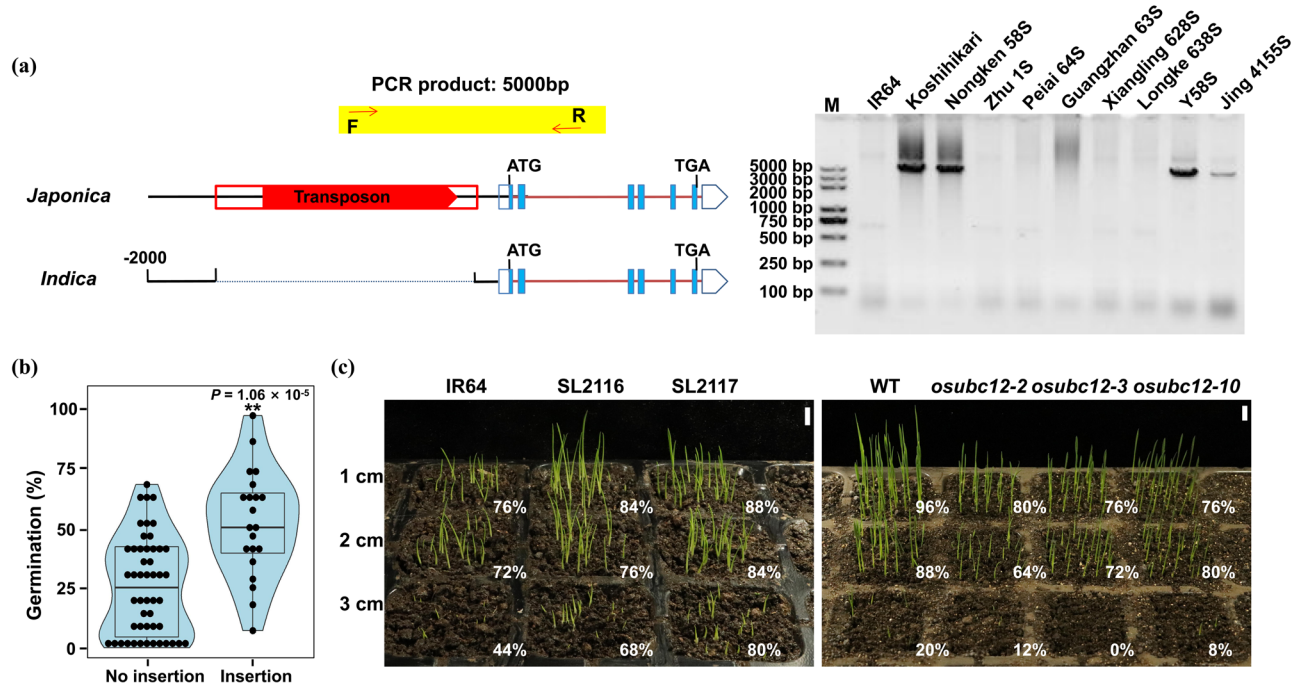 (a)
PCR product: 5000bp
F
R
ATG
TGA
Japonica
Transposon
-2000
ATG
TGA
Indica
M
IR64
Koshihikari
Nongken 58S
Zhu 1S
Peiai 64S
Guangzhan 63S
Xiangling 628S
Longke 638S
Y58S
Jing 4155S
5000 bp
3000 bp
2000 bp
1000 bp
750 bp
500 bp
250 bp
100 bp
(b)
P = 1.06 × 10-5
**
Germination (%)
100
75
50
25
0
No insertion
Insertion
(c)
IR64 SL2116 SL2117
1 cm
76% 84% 88%
2 cm
72% 76% 84%
3 cm
44% 68% 80%
WT osubc12-2 osubc12-3 osubc12-10
96% 80% 76% 76%
88% 64% 72% 80%
20% 12% 0% 8%